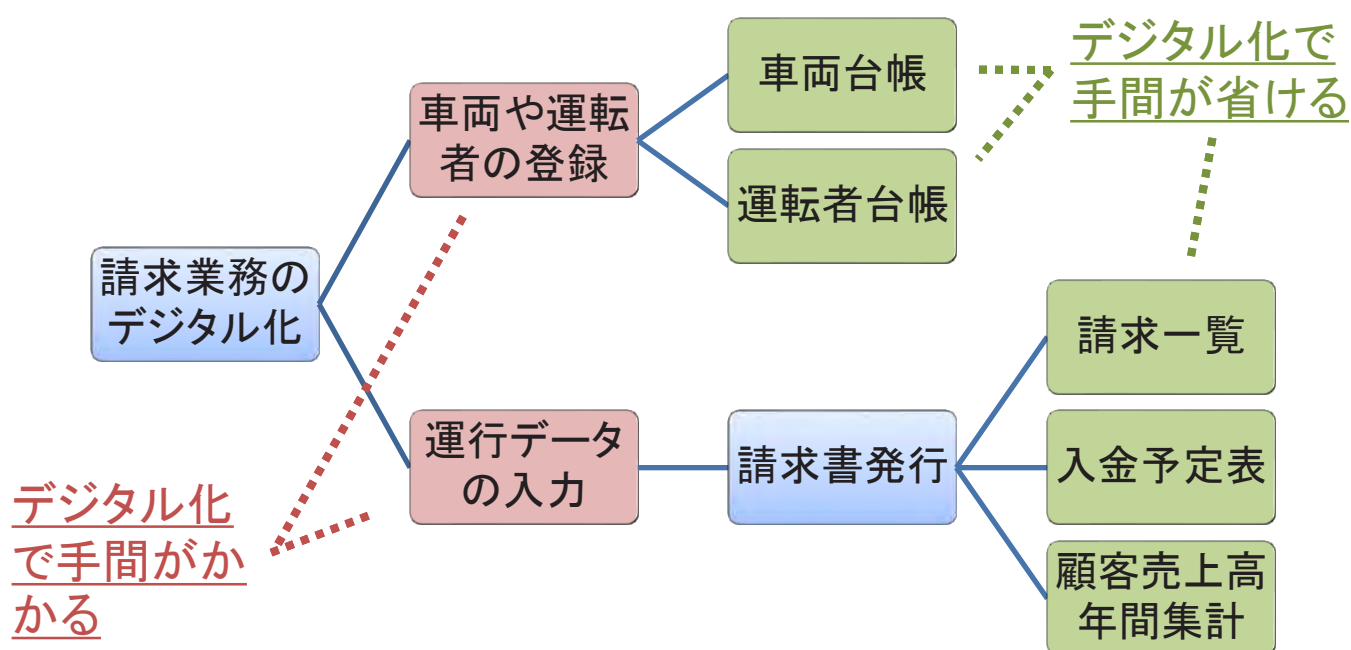 デジタル化で
手間が省ける
車両台帳
車両や運転
者の登録
運転者台帳
請求業務の
デジタル化
請求一覧
運行データ
の入力
請求書発行
入金予定表
デジタル化
で手間がか
かる
顧客売上高
年間集計